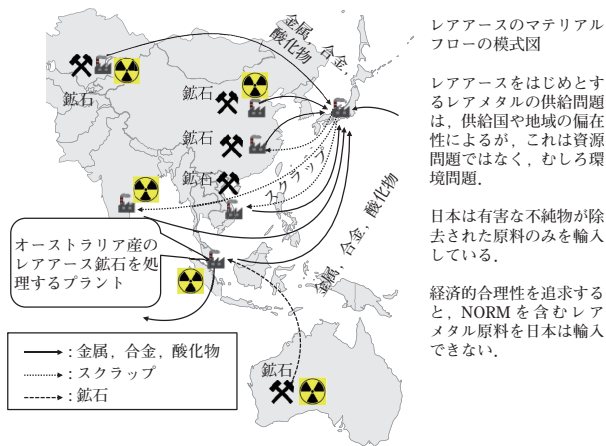 金属，合金，
酸化物
鉱石
鉱石
鉱石
鉱石
スクラップ
金属，合金，酸化物
オーストラリア産の
レアアース鉱石を処
理するプラント
鉱石
：金属，合金，酸化物
：スクラップ
：鉱石
レアアースのマテリアル
フローの模式図
レアアースをはじめとす
るレアメタルの供給問題
は，供給国や地域の偏在
性によるが，これは資源
問題ではなく，むしろ環
境問題．
日本は有害な不純物が除
去された原料のみを輸入
している．
経済的合理性を追求する
と，NORM を含むレア
メタル原料を日本は輸入
できない．